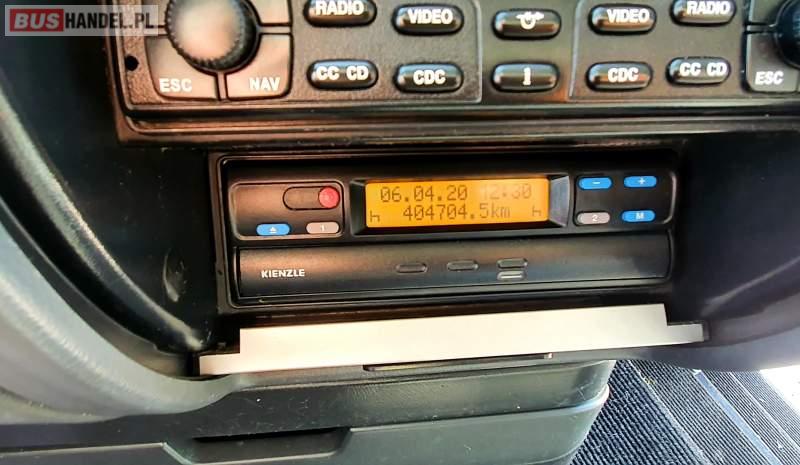 BUSHANDEL.PL
RADIO VIDEO VIDEO RADIO
ESC NAV CC CD CDC i CDC CC CD ESC
06.04.20 12:30
h 404704.5km h
1 2 M
KIENZLE